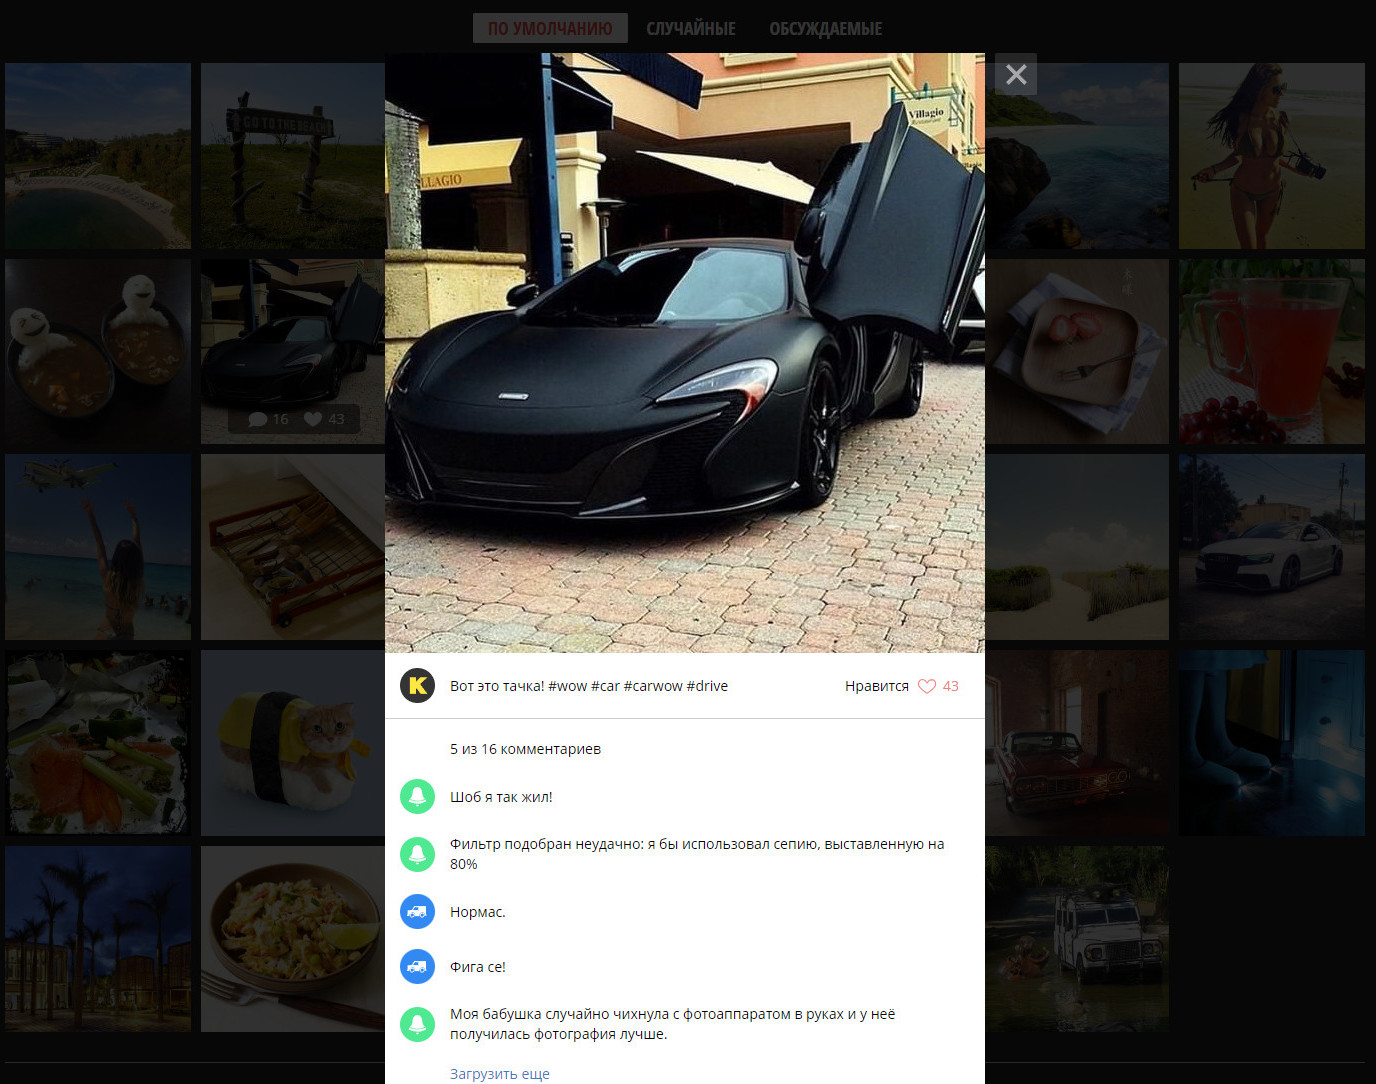 ПО УМОЛЧАНИЮ СЛУЧАЙНЫЕ ОБСУЖДАЕМЫЕ
GO TO THE BEACH
Villagio
LLAGIO
16 43
K
Вот это тачка! #wow #car #carwow #drive
Нравится 43
5 из 16 комментариев
Шоб я так жил!
Фильтр подобран неудачно: я бы использовал сепию, выставленную на
80%
Нормас.
Фига се!
Моя бабушка случайно чихнула с фотоаппаратом в руках и у неё
получилась фотография лучше.
Загрузить еще